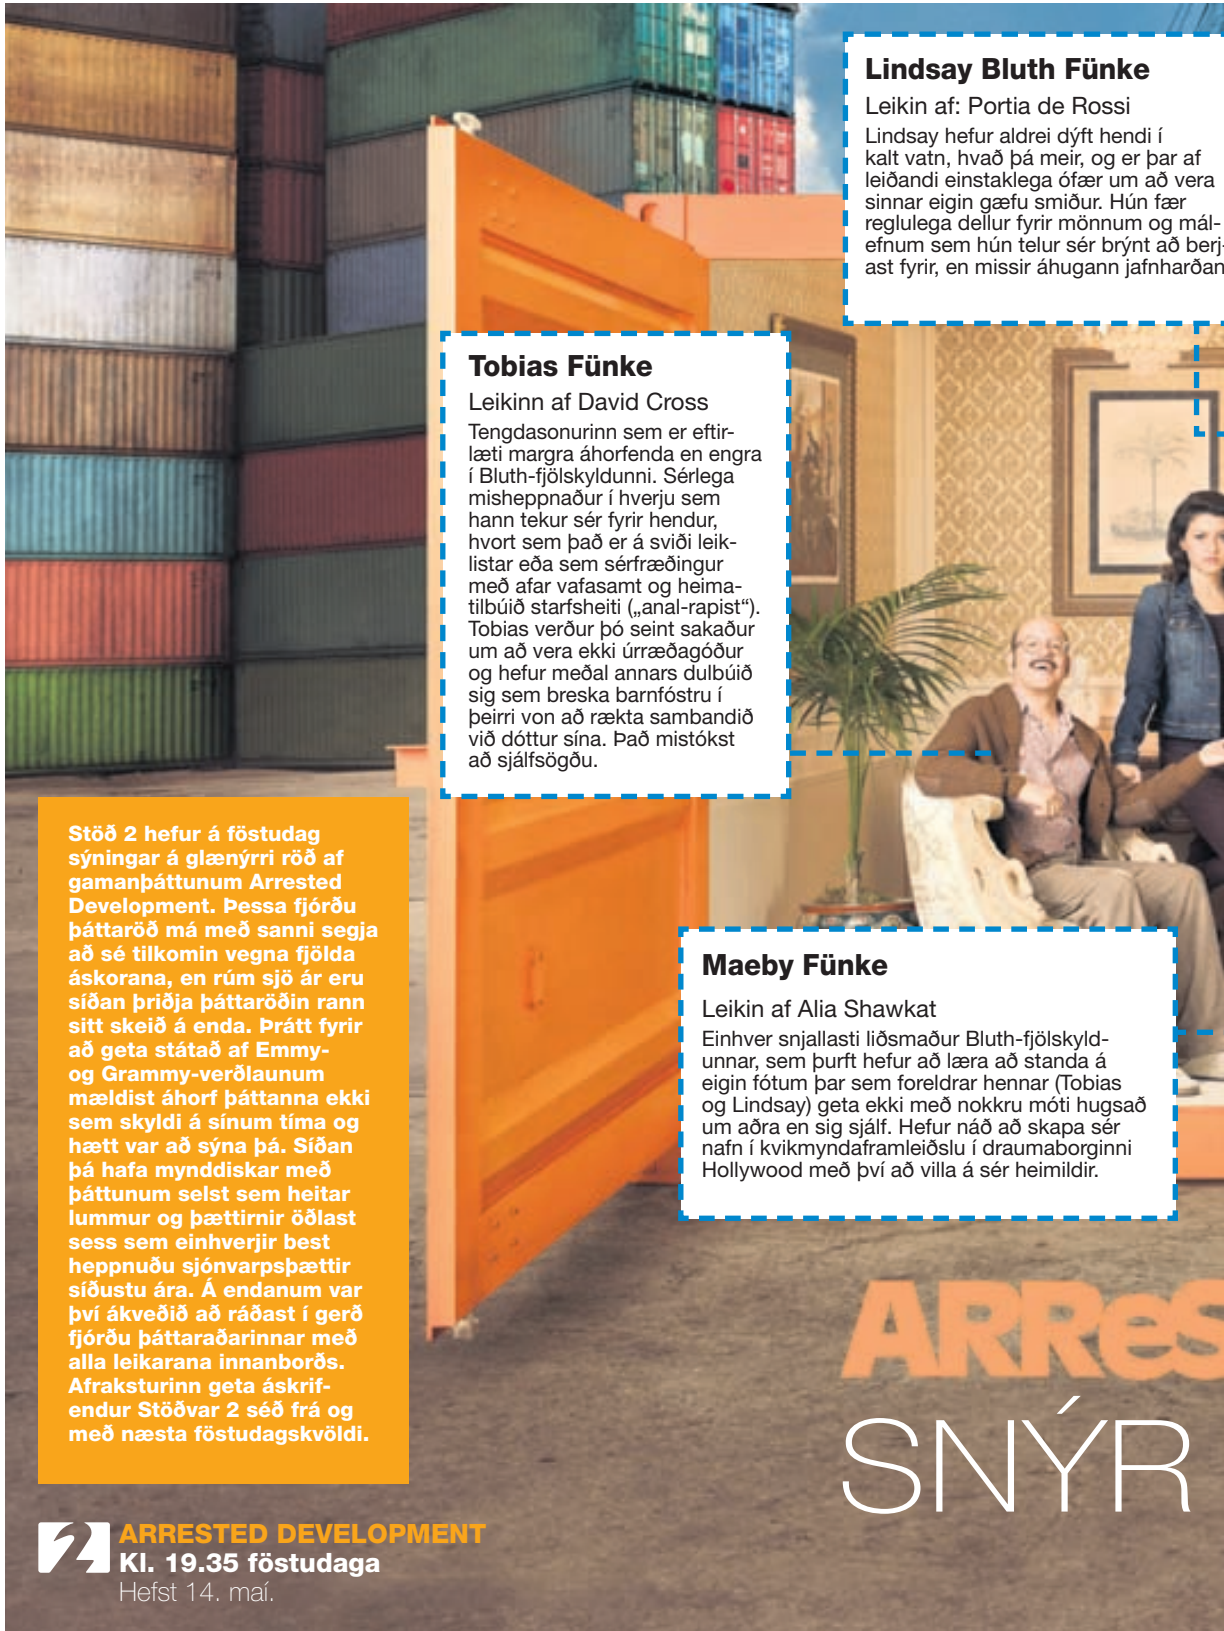 Lindsay Bluth Fünke
Leikin af: Portia de Rossi
Lindsay hefur aldrei dýft hendi í
kalt vatn, hvað þá meir, og er þar af
leiðandi einstaklega ófær um að vera
sinnar eigin gæfu smiður. Hún fær
reglulega dellur fyrir mönnum og mál-
efnum sem hún telur sér brýnt að berj-
ast fyrir, en missir áhugann jafnharðan
Tobias Fünke
Leikinn af David Cross
Tengdasonurinn sem er eftir-
læti margra áhorfenda en engra
í Bluth-fjölskyldunni. Sérlega
misheppnaður í hverju sem
hann tekur sér fyrir hendur,
hvort sem það er á sviði leik-
listar eða sem sérfræðingur
með afar vafasamt og heima-
tilbúið starfsheiti („anal-rapist“).
Tobias verður þó seint sakaður
um að vera ekki úrræðagóður
og hefur meðal annars dulbúið
sig sem breska barnfóstru í
þeirri von að rækta sambandið
við dóttur sína. Það mistókst
að sjálfsögðu.
Stöð 2 hefur á föstudag
sýningar á glænýrri röð af
gamanþáttunum Arrested
Development. Þessa fjórðu
þáttaröð má með sanni segja
að sé tilkomin vegna fjölda
áskorana, en rúm sjö ár eru
síðan þriðja þáttaröðin rann
sitt skeið á enda. Þrátt fyrir
að geta státað af Emmy-
og Grammy-verðlaunum
mældist áhorf þáttanna ekki
sem skyldi á sínum tíma og
hætt var að sýna þá. Síðan
þá hafa mynddiskar með
þáttunum selst sem heitar
lummur og þættirnir öðlast
sess sem einhverjir best
heppnuðu sjónvarpsþættir
síðustu ára. Á endanum var
því ákveðið að ráðast í gerð
fjórðu þáttaraðarinnar með
alla leikarana innanborðs.
Afraksturinn geta áskrif-
endur Stöðvar 2 séð frá og
með næsta föstudagskvöldi.
Maeby Fünke
Leikin af Alia Shawkat
Einhver snjallasti liðsmaður Bluth-fjölskyld-
unnar, sem þurft hefur að læra að standa á
eigin fótum þar sem foreldrar hennar (Tobias
og Lindsay) geta ekki með nokkru móti hugsað
um aðra en sig sjálf. Hefur náð að skapa sér
nafn í kvikmyndaframleiðslu í draumaborginni
Hollywood með því að villa á sér heimildir.
ARReS
SNÝR
2 ARRESTED DEVELOPMENT
Kl. 19.35 föstudaga
Hefst 14. maí.